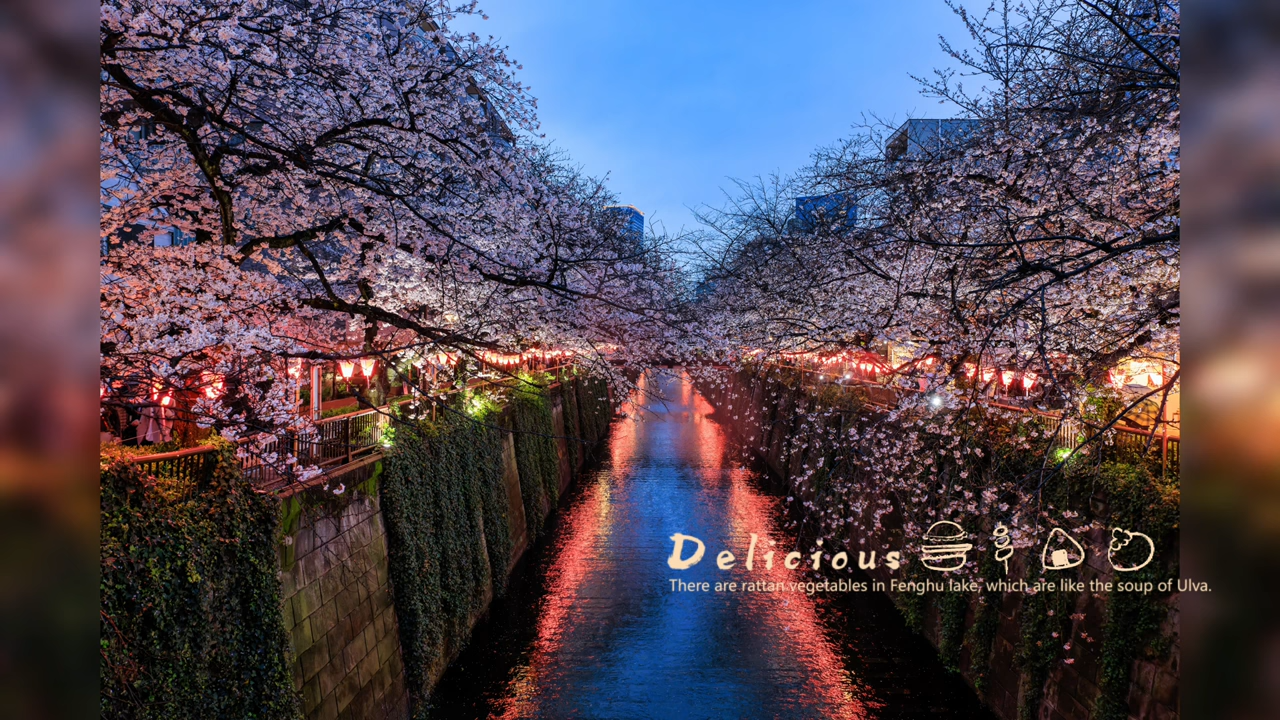 Delicious
There are rattan vegetables in Fenghu lake, which are like the soup of Ulva.